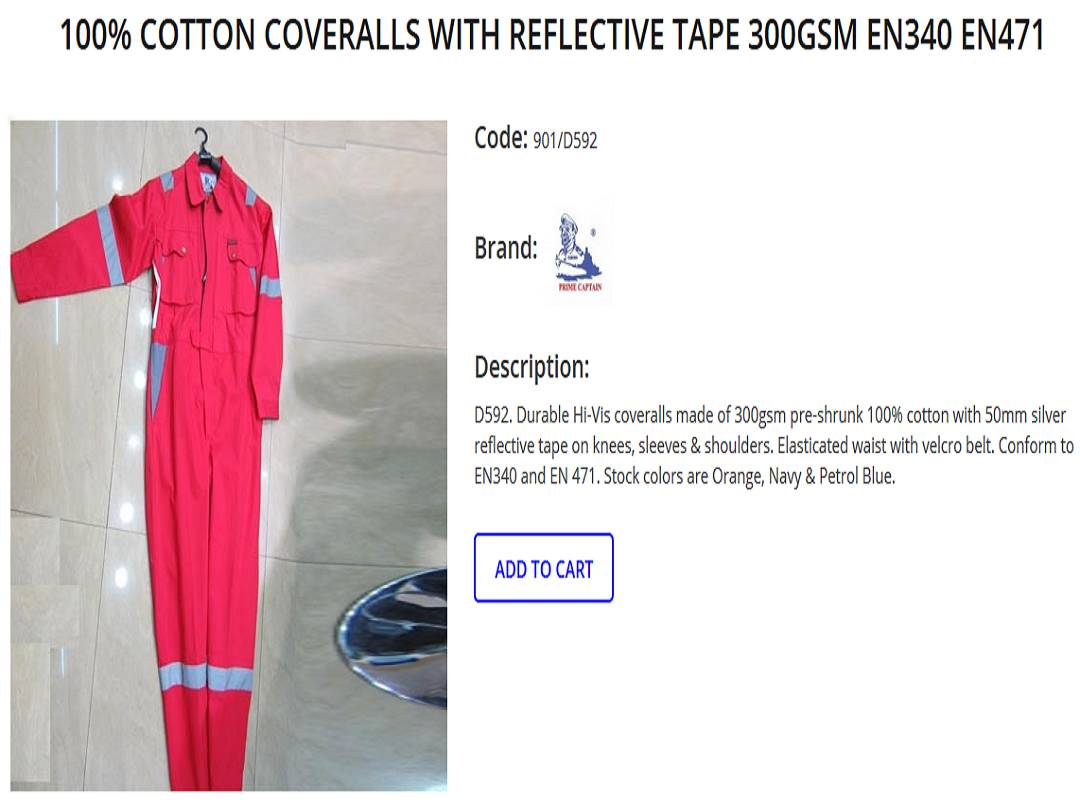 100% COTTON COVERALLS WITH REFLECTIVE TAPE 300GSM EN340 EN471
Code: 901/D592
Brand:
®
PRIME CAPTAIN
Description:
D592. Durable Hi-Vis coveralls made of 300gsm pre-shrunk 100% cotton with 50mm silver
reflective tape on knees, sleeves & shoulders. Elasticated waist with velcro belt. Conform to
EN340 and EN 471. Stock colors are Orange, Navy & Petrol Blue.
ADD TO CART